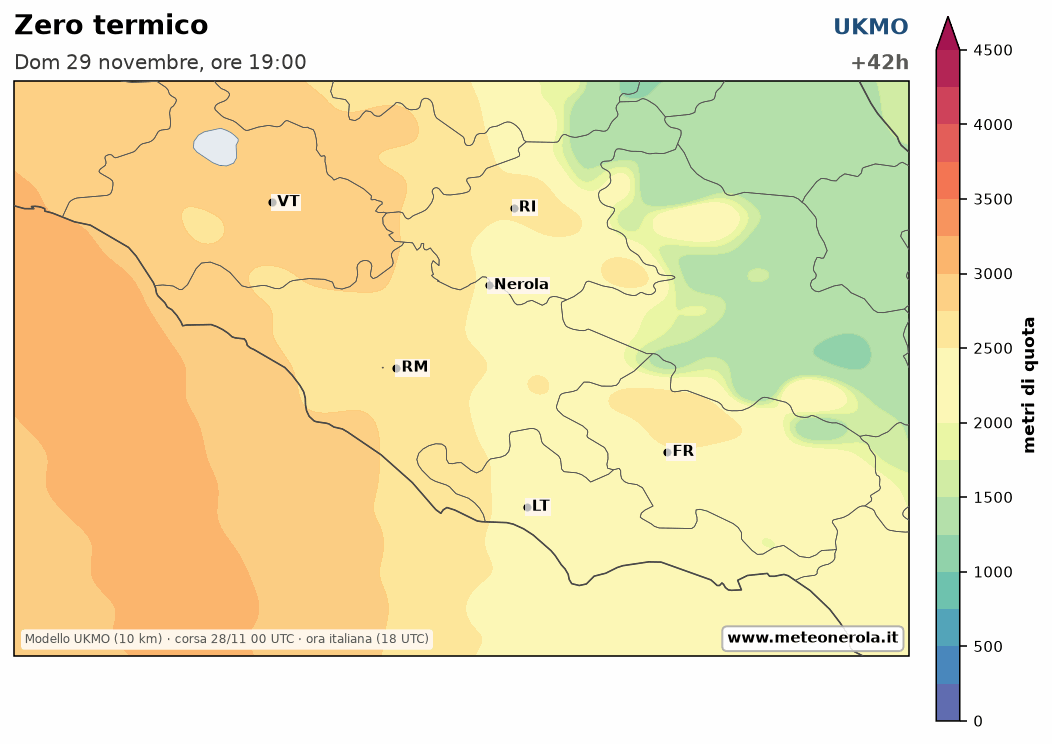 Zero termico
UKMO
Dom 29 novembre, ore 19:00
+42h
4500
4000
3500
3000
2500
2000
1500
1000
500
0
metri di quota
VT
RI
Nerola
RM
FR
LT
Modello UKMO (10 km) · corsa 28/11 00 UTC · ora italiana (18 UTC)
www.meteonerola.it